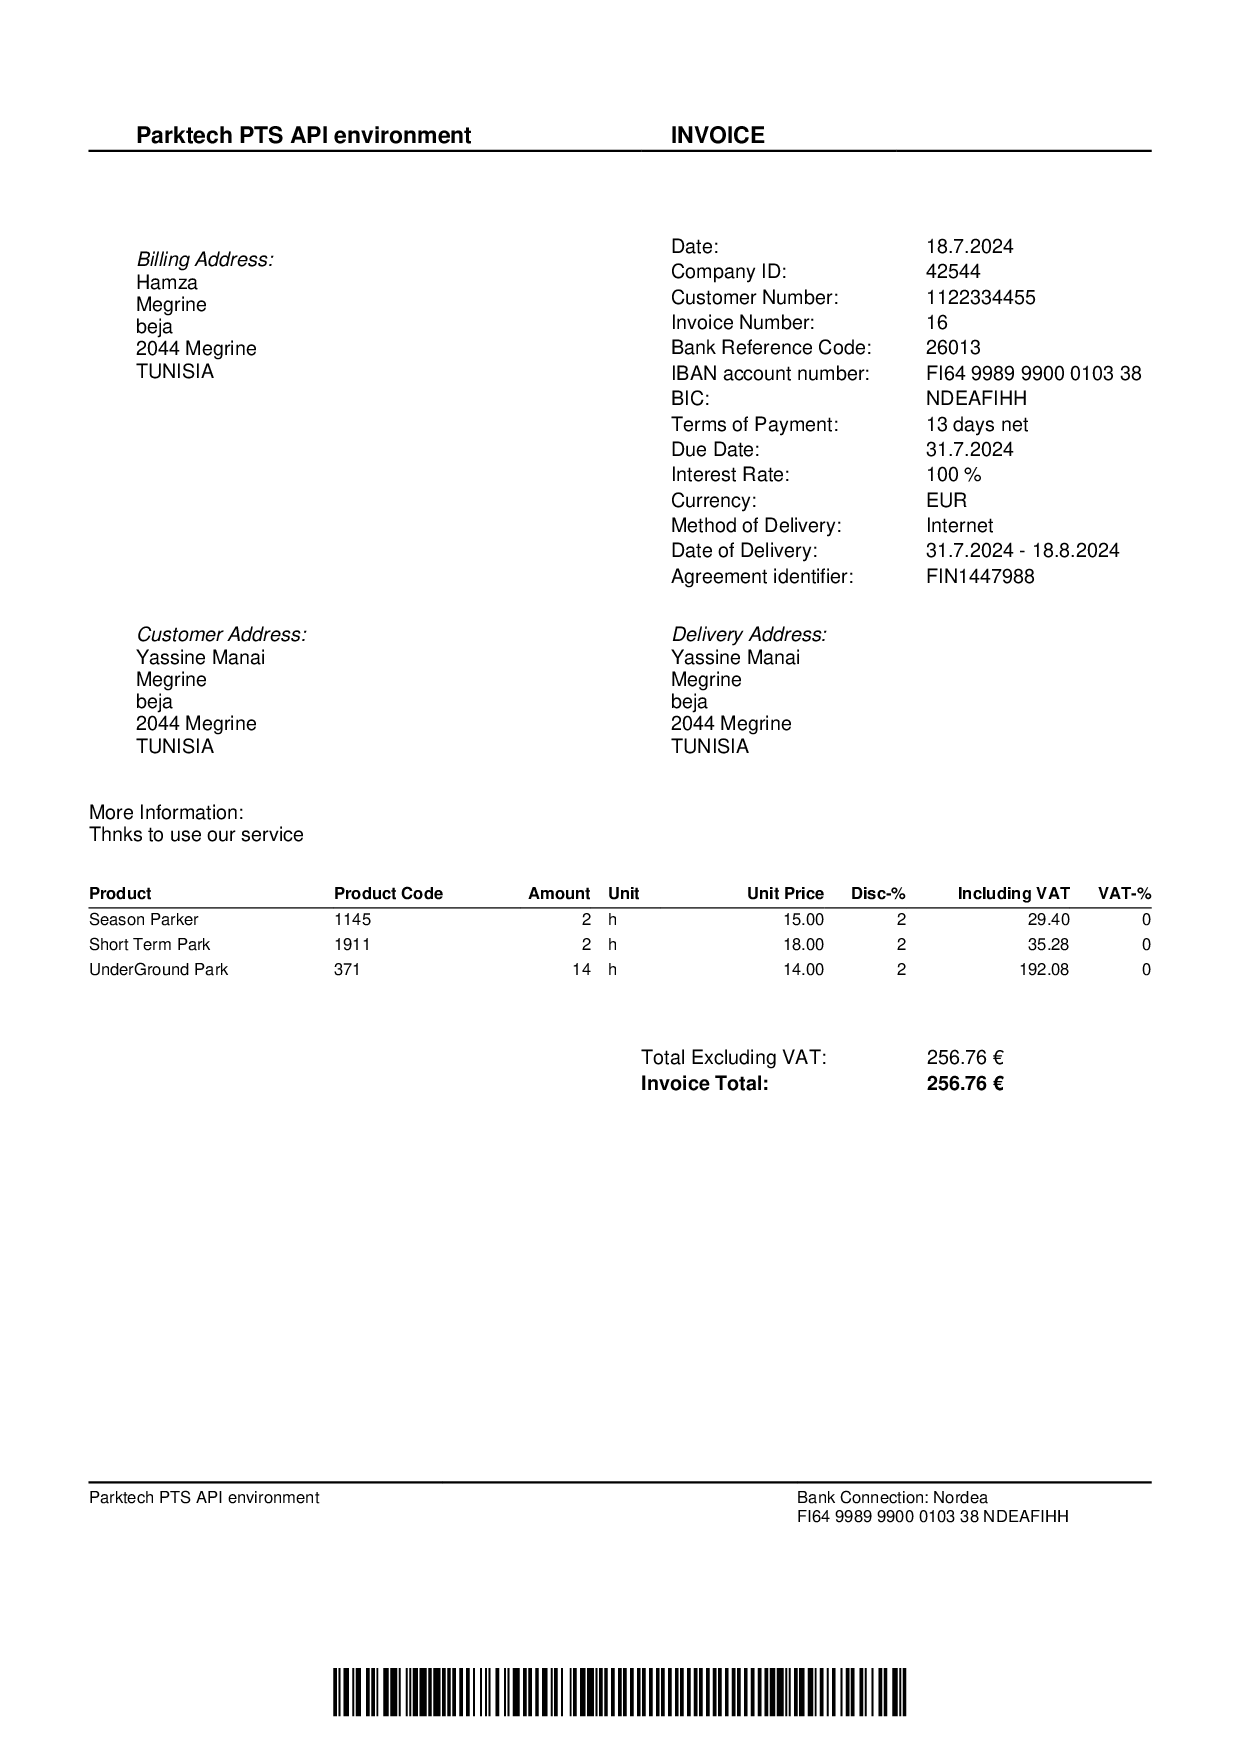 Parktech PTS API environment INVOICE
Billing Address:
Hamza
Megrine
beja
2044 Megrine
TUNISIA
Date: 18.7.2024
Company ID: 42544
Customer Number: 1122334455
Invoice Number: 16
Bank Reference Code: 26013
IBAN account number: FI64 9989 9900 0103 38
BIC: NDEAFIHH
Terms of Payment: 13 days net
Due Date: 31.7.2024
Interest Rate: 100 %
Currency: EUR
Method of Delivery: Internet
Date of Delivery: 31.7.2024 - 18.8.2024
Agreement identifier: FIN1447988
Customer Address:
Yassine Manai
Megrine
beja
2044 Megrine
TUNISIA
Delivery Address:
Yassine Manai
Megrine
beja
2044 Megrine
TUNISIA
More Information:
Thnks to use our service
Product Product Code Amount Unit Unit Price Disc-% Including VAT VAT-%
Season Parker 1145 2 h 15.00 2 29.40 0
Short Term Park 1911 2 h 18.00 2 35.28 0
UnderGround Park 371 14 h 14.00 2 192.08 0
Total Excluding VAT: 256.76 €
Invoice Total: 256.76 €
Parktech PTS API environment
Bank Connection: Nordea
FI64 9989 9900 0103 38 NDEAFIHH